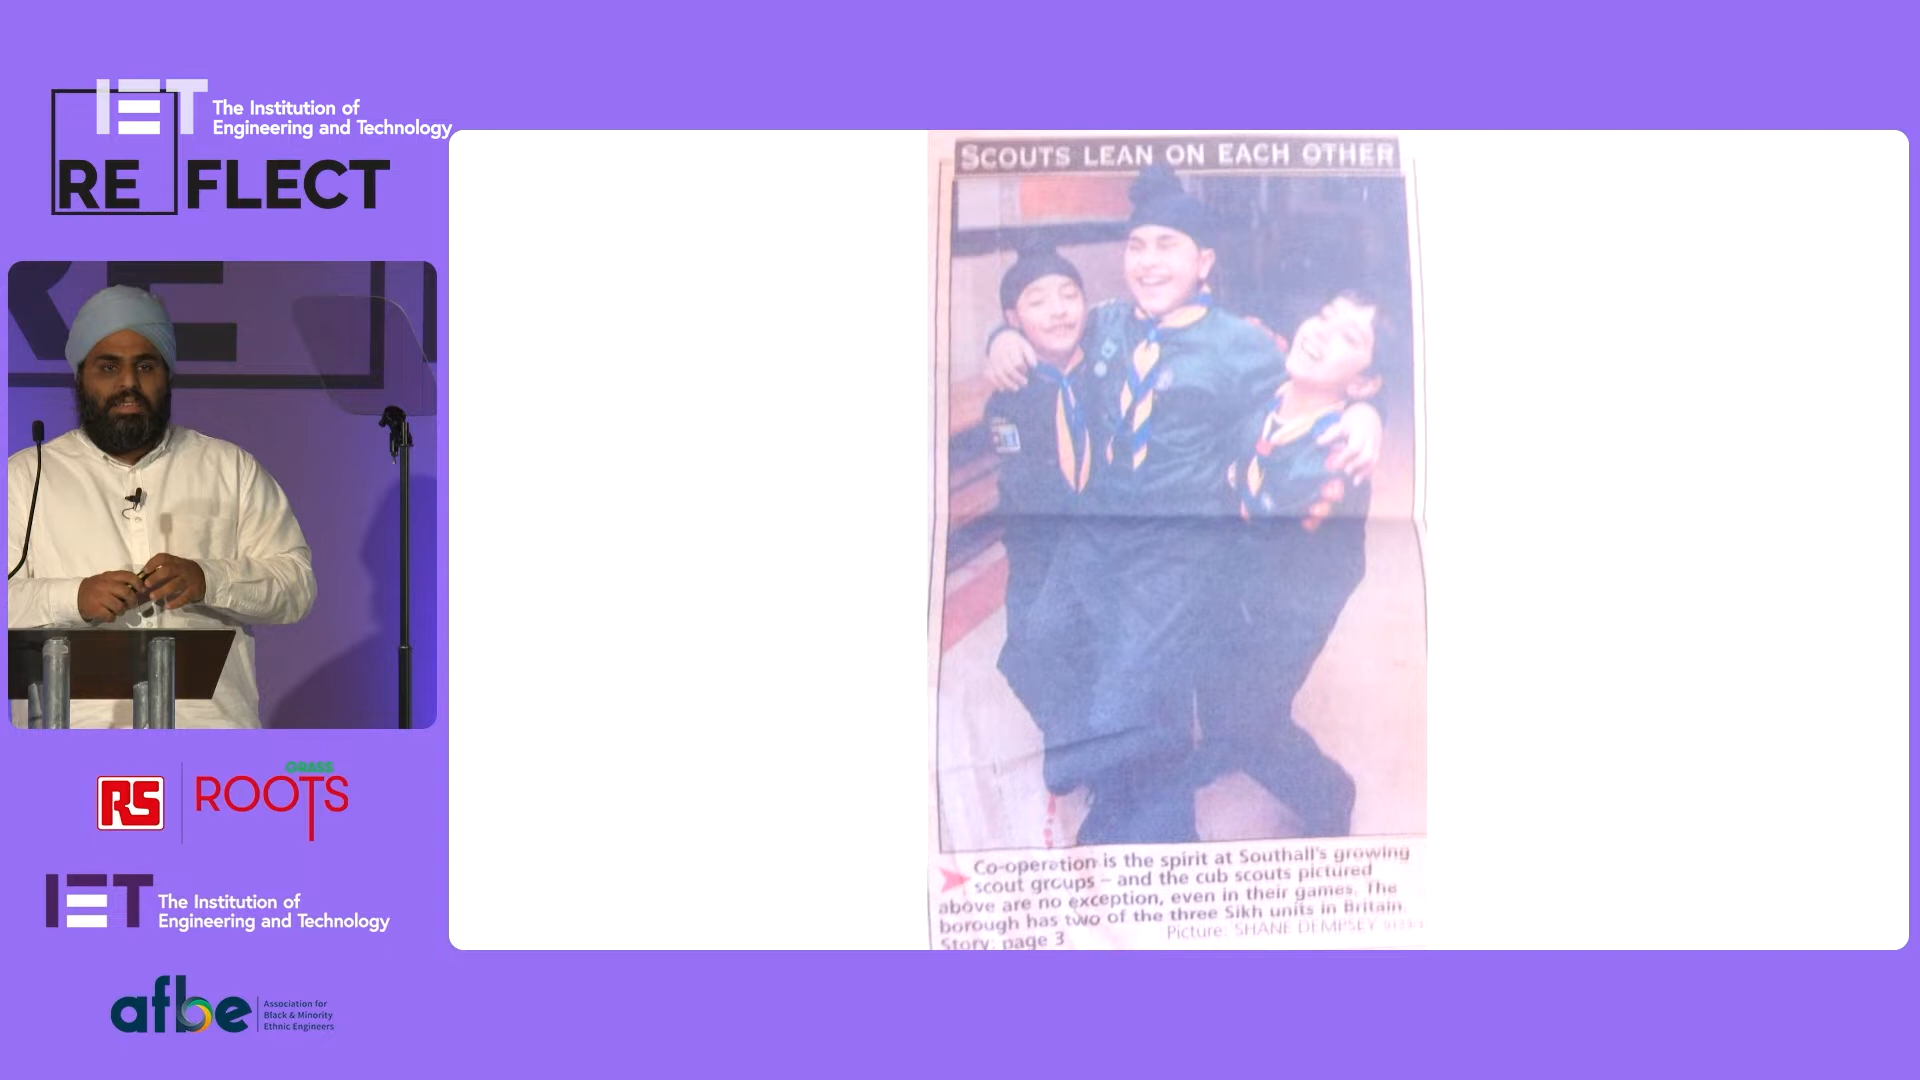 IET The Institution of
Engineering and Technology
RE FLECT
SCOUTS LEAN ON EACH OTHER
Co-operation is the spirit at Southall's growing
scout groups – and the cub scouts pictured
above are no exception, even in their games. The
borough has two of the three Sikh units in Britain.
Story: page 3 Picture: SHANE DEMPSEY
RS
GRASS
ROOTS
IET The Institution of
Engineering and Technology
afbe Association for
Black & Minority
Ethnic Engineers